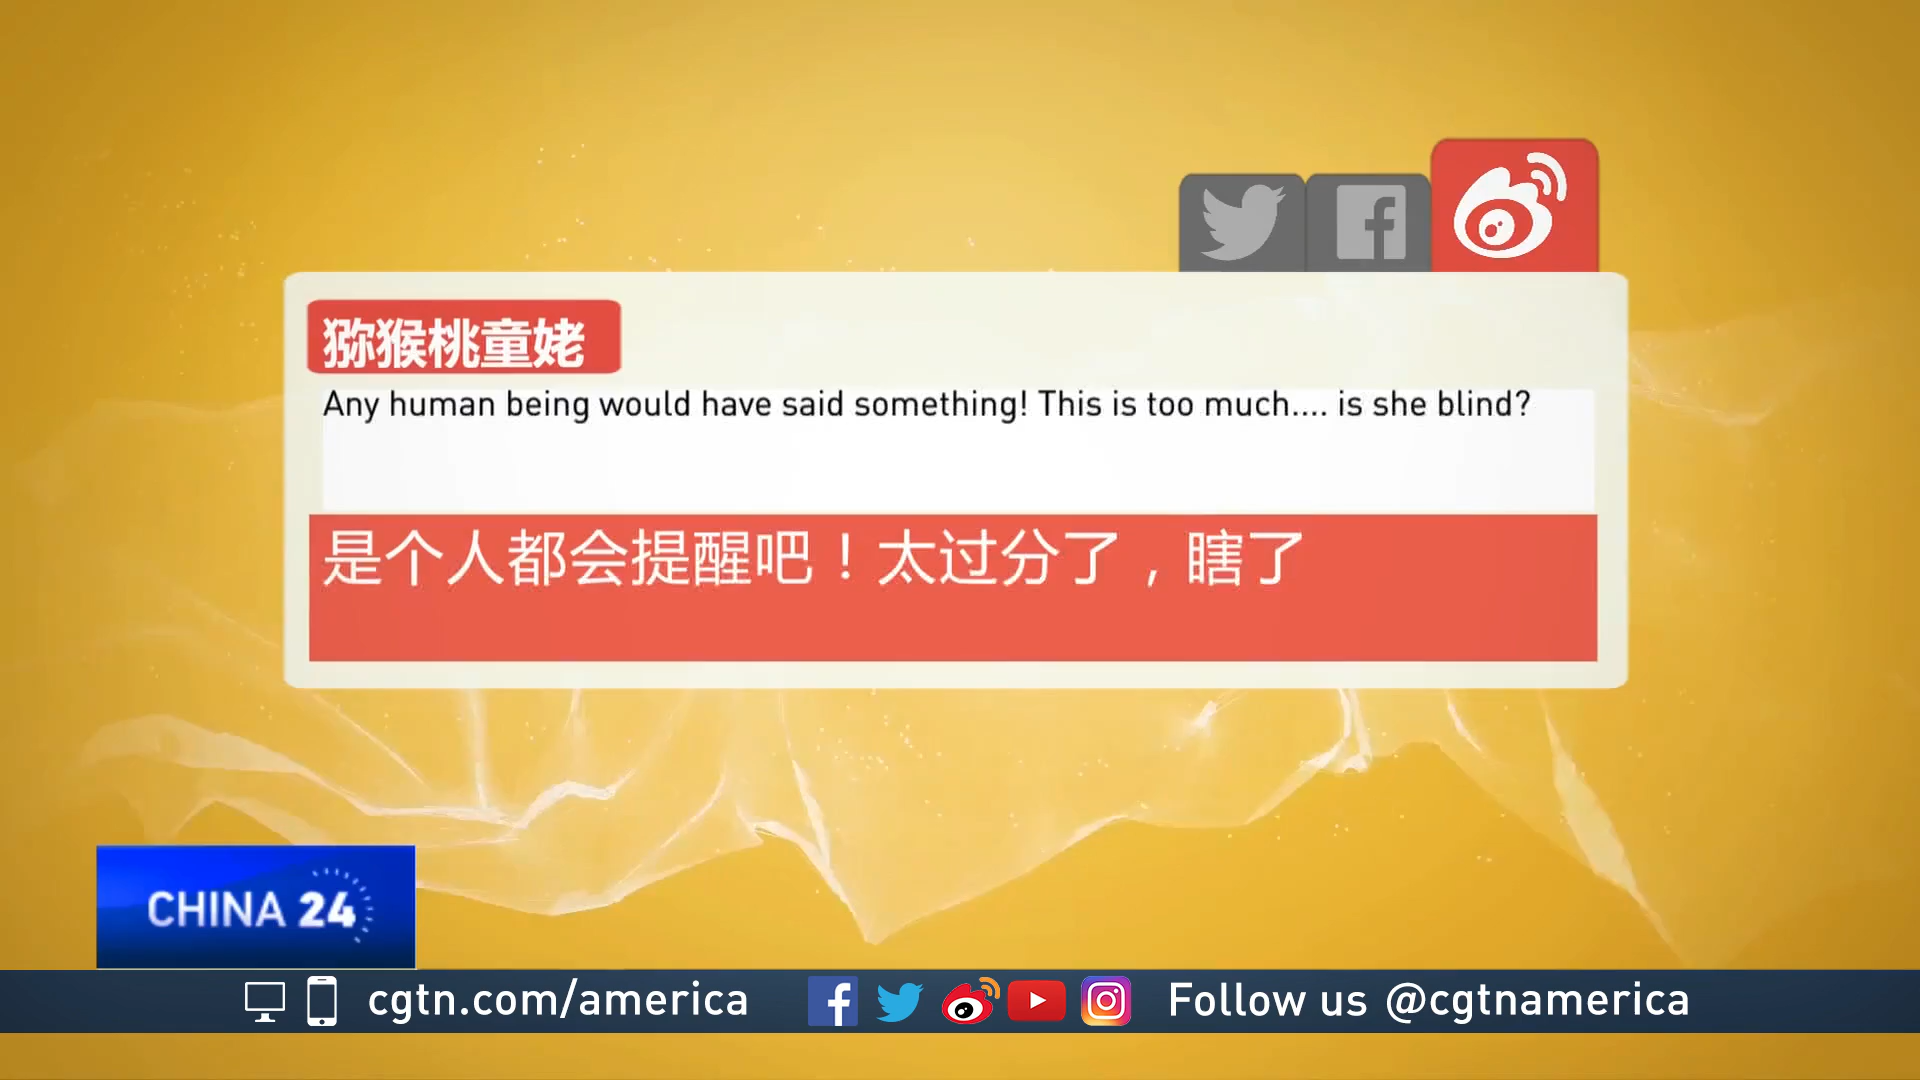 猕猴桃童姥
Any human being would have said something! This is too much.... is she blind?
是个人都会提醒吧！太过分了，瞎了
CHINA 24
cgtn.com/america
Follow us @cgtnamerica